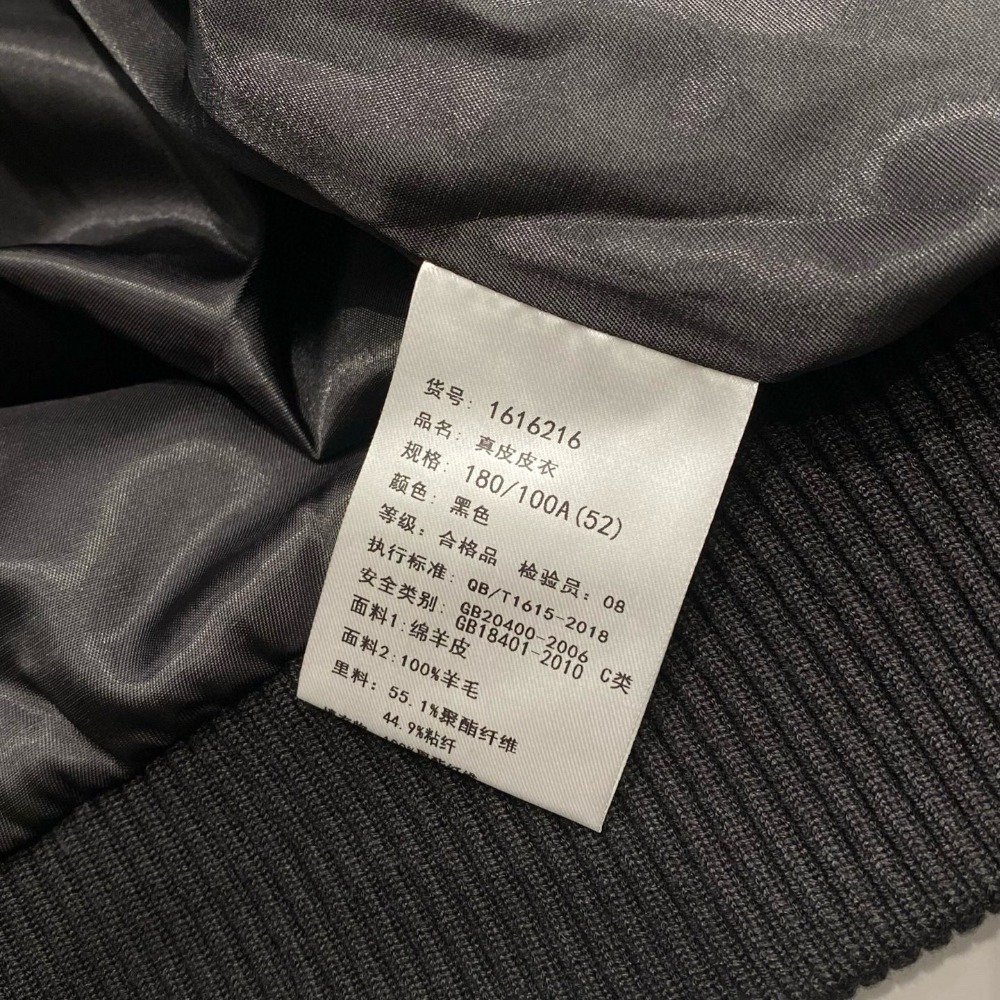 货号: 1616216
品名: 真皮皮衣
规格: 180/100A(52)
颜色: 黑色
等级: 合格品 检验员: 08
执行标准: QB/T1615-2018
安全类别: GB20400-2006
GB18401-2010 C类
面料1:绵羊皮
面料2:100%羊毛
里料: 55.1%聚酯纤维
44.9%粘纤